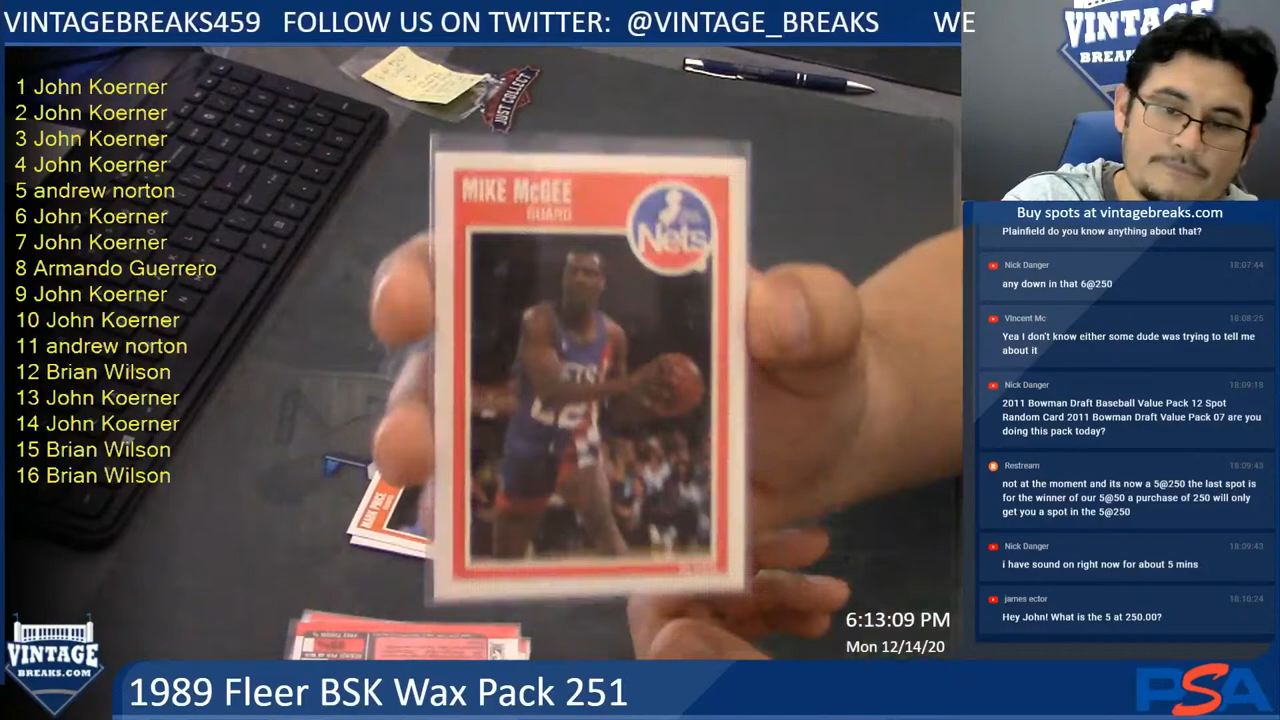 VINTAGEBREAKS459 FOLLOW US ON TWITTER: @VINTAGE_BREAKS WE
VINTAGE
BREAKS
1 John Koerner
2 John Koerner
3 John Koerner
4 John Koerner
5 andrew norton
6 John Koerner
7 John Koerner
8 Armando Guerrero
9 John Koerner
10 John Koerner
11 andrew norton
12 Brian Wilson
13 John Koerner
14 John Koerner
15 Brian Wilson
16 Brian Wilson
JUST COLLECT
MIKE McGEE
GUARD
Nets
NETS
MARK PRICE
Buy spots at vintagebreaks.com
Plainfield do you know anything about that?
Nick Danger 18:07:44
any down in that 6@250
Vincent Mc 18:08:25
Yea I don't know either some dude was trying to tell me
about it
Nick Danger 18:09:18
2011 Bowman Draft Baseball Value Pack 12 Spot
Random Card 2011 Bowman Draft Value Pack 07 are you
doing this pack today?
Restream 18:09:43
not at the moment and its now a 5@250 the last spot is
for the winner of our 5@50 a purchase of 250 will only
get you a spot in the 5@250
Nick Danger 18:09:43
i have sound on right now for about 5 mins
james ector 18:10:24
Hey John! What is the 5 at 250.00?
6:13:09 PM
Mon 12/14/20
VINTAGE
BREAKS.COM
1989 Fleer BSK Wax Pack 251
PSA